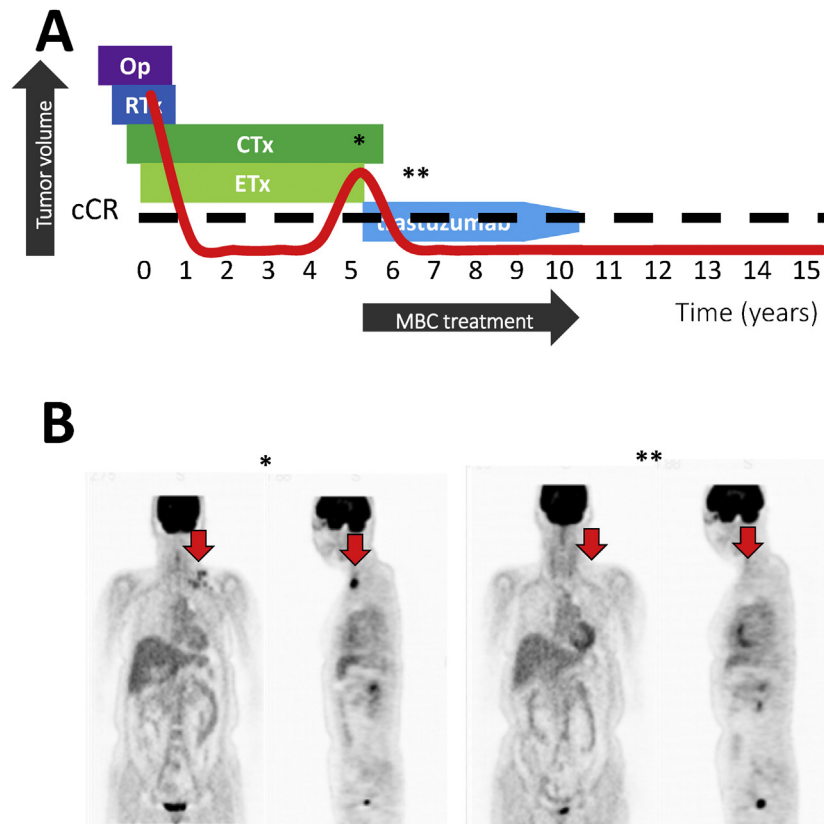 A
Op
RTx
CTx
*
ETx
**
Tumor volume
cCR
trastuzumab
0 1 2 3 4 5 6 7 8 9 10 11 12 13 14 15
MBC treatment
Time (years)
B
*
**